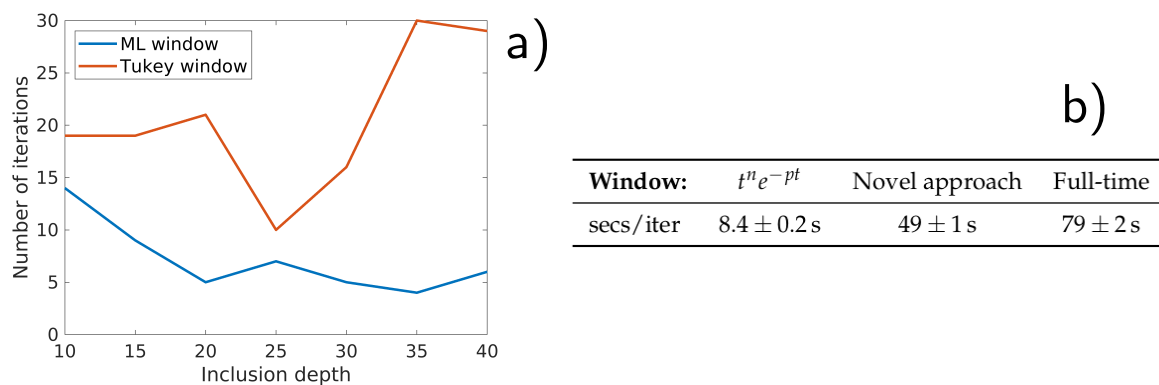 30
25
20
15
10
5
0
Number of iterations
ML window
Tukey window
10 15 20 25 30 35 40
Inclusion depth
a)
b)
Window: tⁿe⁻ᵖᵗ Novel approach Full-time
secs/iter 8.4 ± 0.2 s 49 ± 1 s 79 ± 2 s